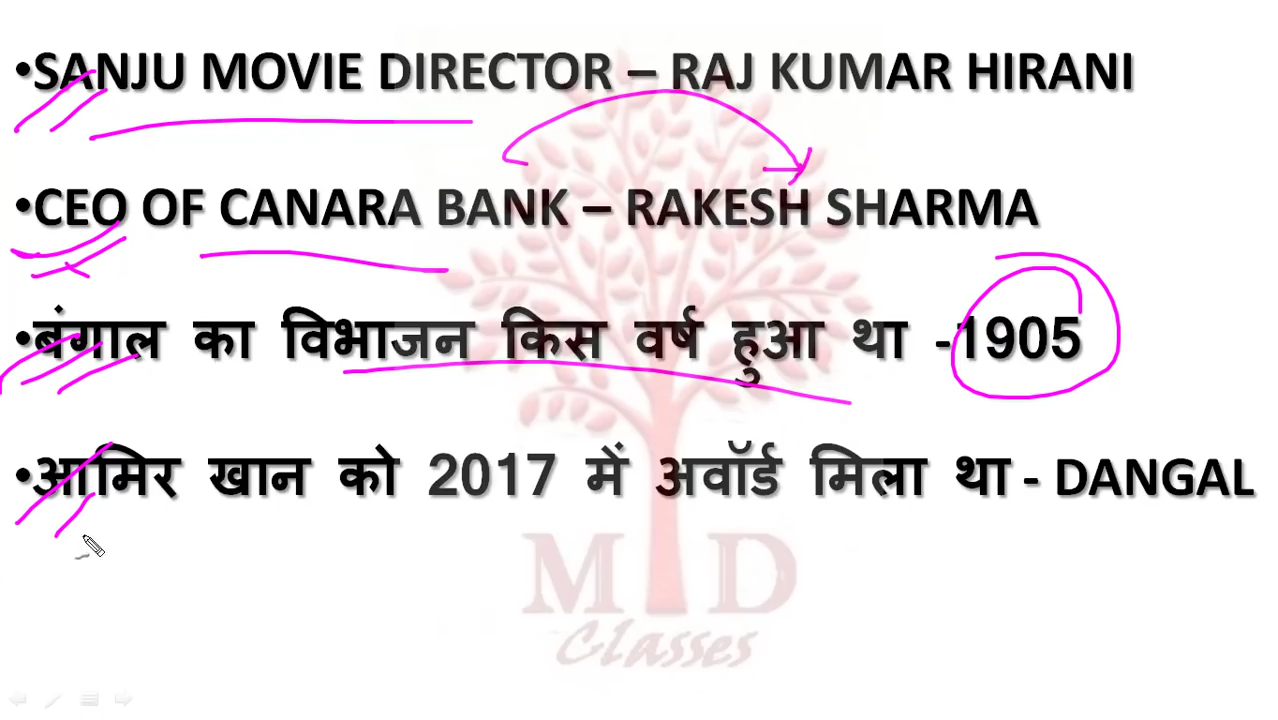 •SANJU MOVIE DIRECTOR – RAJ KUMAR HIRANI
•CEO OF CANARA BANK – RAKESH SHARMA
•बंगाल का विभाजन किस वर्ष हुआ था -1905
•आमिर खान को 2017 में अवॉर्ड मिला था - DANGAL
M D
Classes